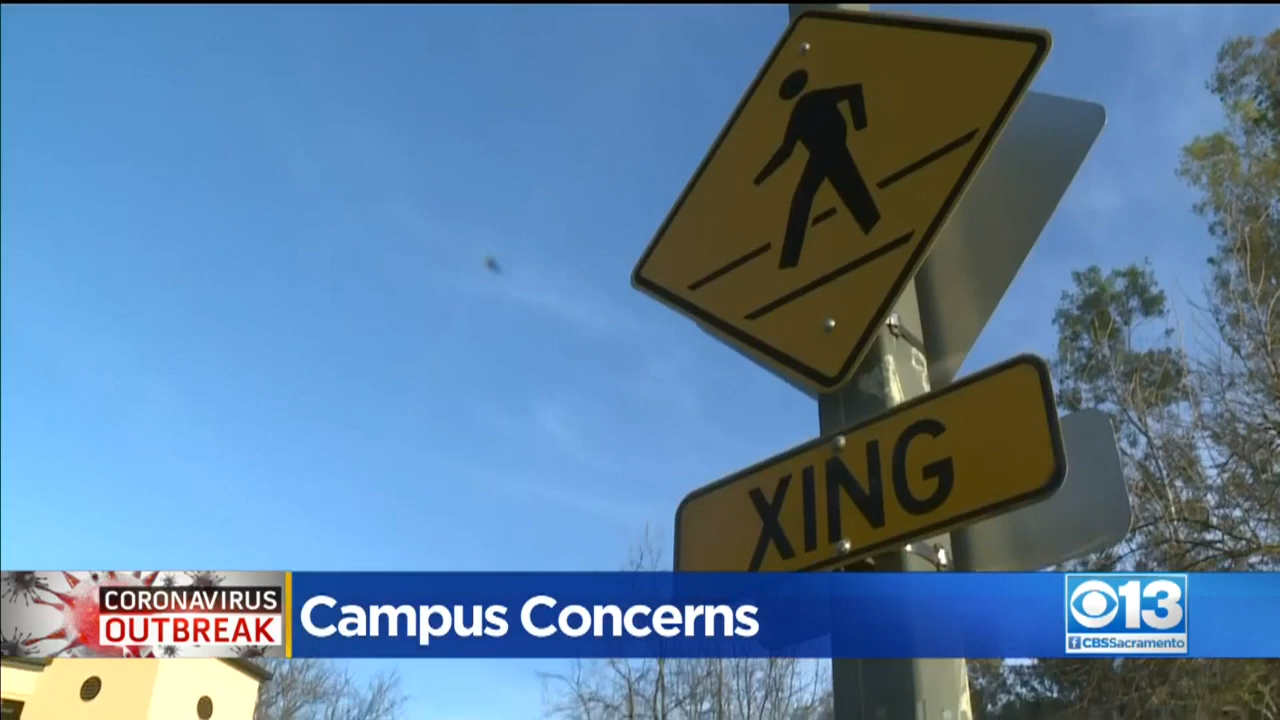 XING
CORONAVIRUS
OUTBREAK
Campus Concerns
CBS 13
f CBSSacramento